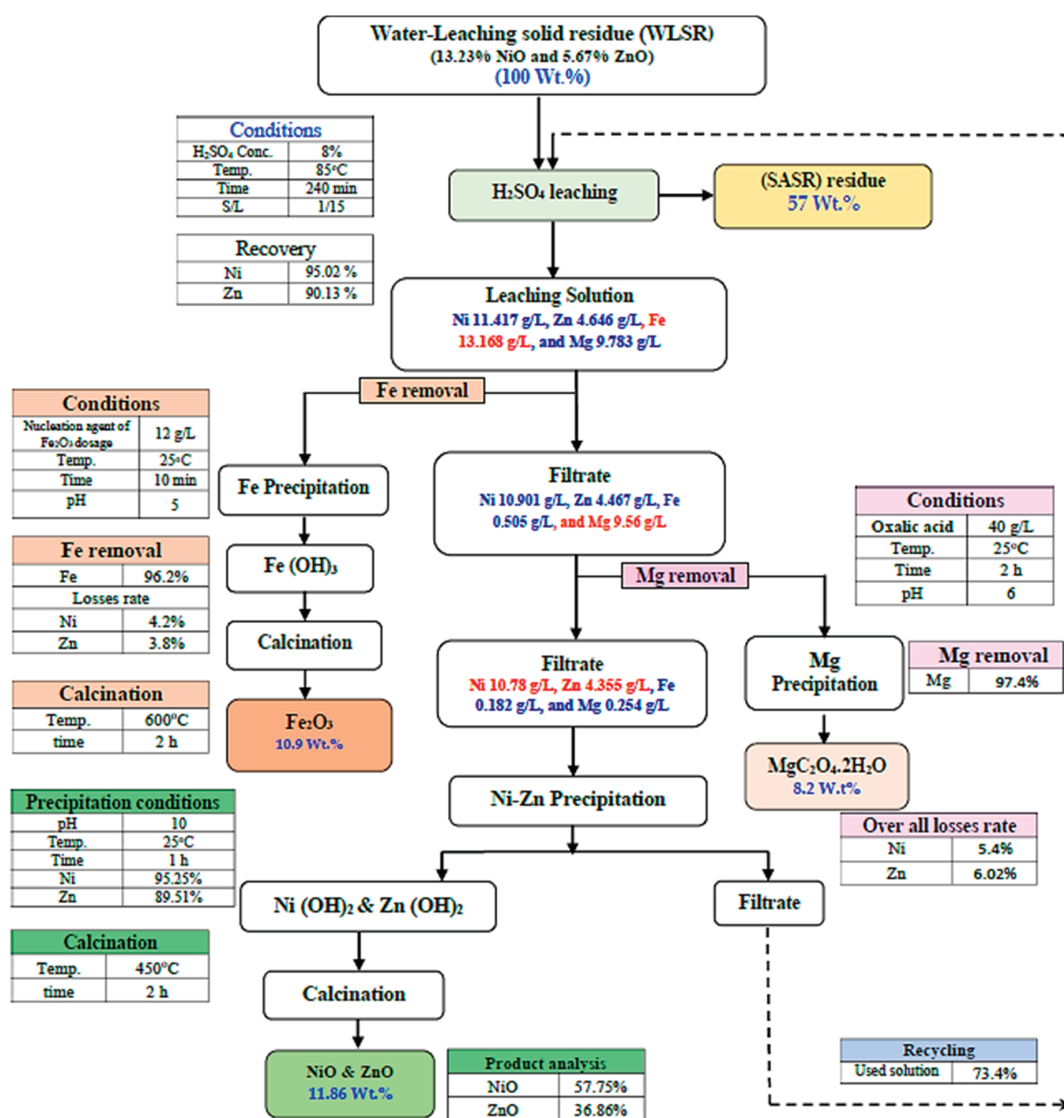 Water-Leaching solid residue (WLSR)
(13.23% NiO and 5.67% ZnO)
(100 Wt.%)
Conditions
H₂SO₄ Conc. 8%
Temp. 85°C
Time 240 min
S/L 1/15
H₂SO₄ leaching
(SASR) residue
57 Wt.%
Recovery
Ni 95.02 %
Zn 90.13 %
Leaching Solution
Ni 11.417 g/L, Zn 4.646 g/L, Fe
13.168 g/L, and Mg 9.783 g/L
Fe removal
Conditions
Nucleation agent of
Fe₂O₃ dosage 12 g/L
Temp. 25°C
Time 10 min
pH 5
Fe Precipitation
Filtrate
Ni 10.901 g/L, Zn 4.467 g/L, Fe
0.505 g/L, and Mg 9.56 g/L
Conditions
Oxalic acid 40 g/L
Temp. 25°C
Time 2 h
pH 6
Fe removal
Fe 96.2%
Losses rate
Ni 4.2%
Zn 3.8%
Fe (OH)₃
Mg removal
Calcination
Filtrate
Ni 10.78 g/L, Zn 4.355 g/L, Fe
0.182 g/L, and Mg 0.254 g/L
Mg
Precipitation
Mg removal
Mg 97.4%
Calcination
Temp. 600°C
time 2 h
Fe₂O₃
10.9 Wt.%
MgC₂O₄.2H₂O
8.2 W.t%
Precipitation conditions
pH 10
Temp. 25°C
Time 1 h
Ni 95.25%
Zn 89.51%
Ni-Zn Precipitation
Over all losses rate
Ni 5.4%
Zn 6.02%
Ni (OH)₂ & Zn (OH)₂
Filtrate
Calcination
Temp. 450°C
time 2 h
Calcination
NiO & ZnO
11.86 Wt.%
Product analysis
NiO 57.75%
ZnO 36.86%
Recycling
Used solution 73.4%